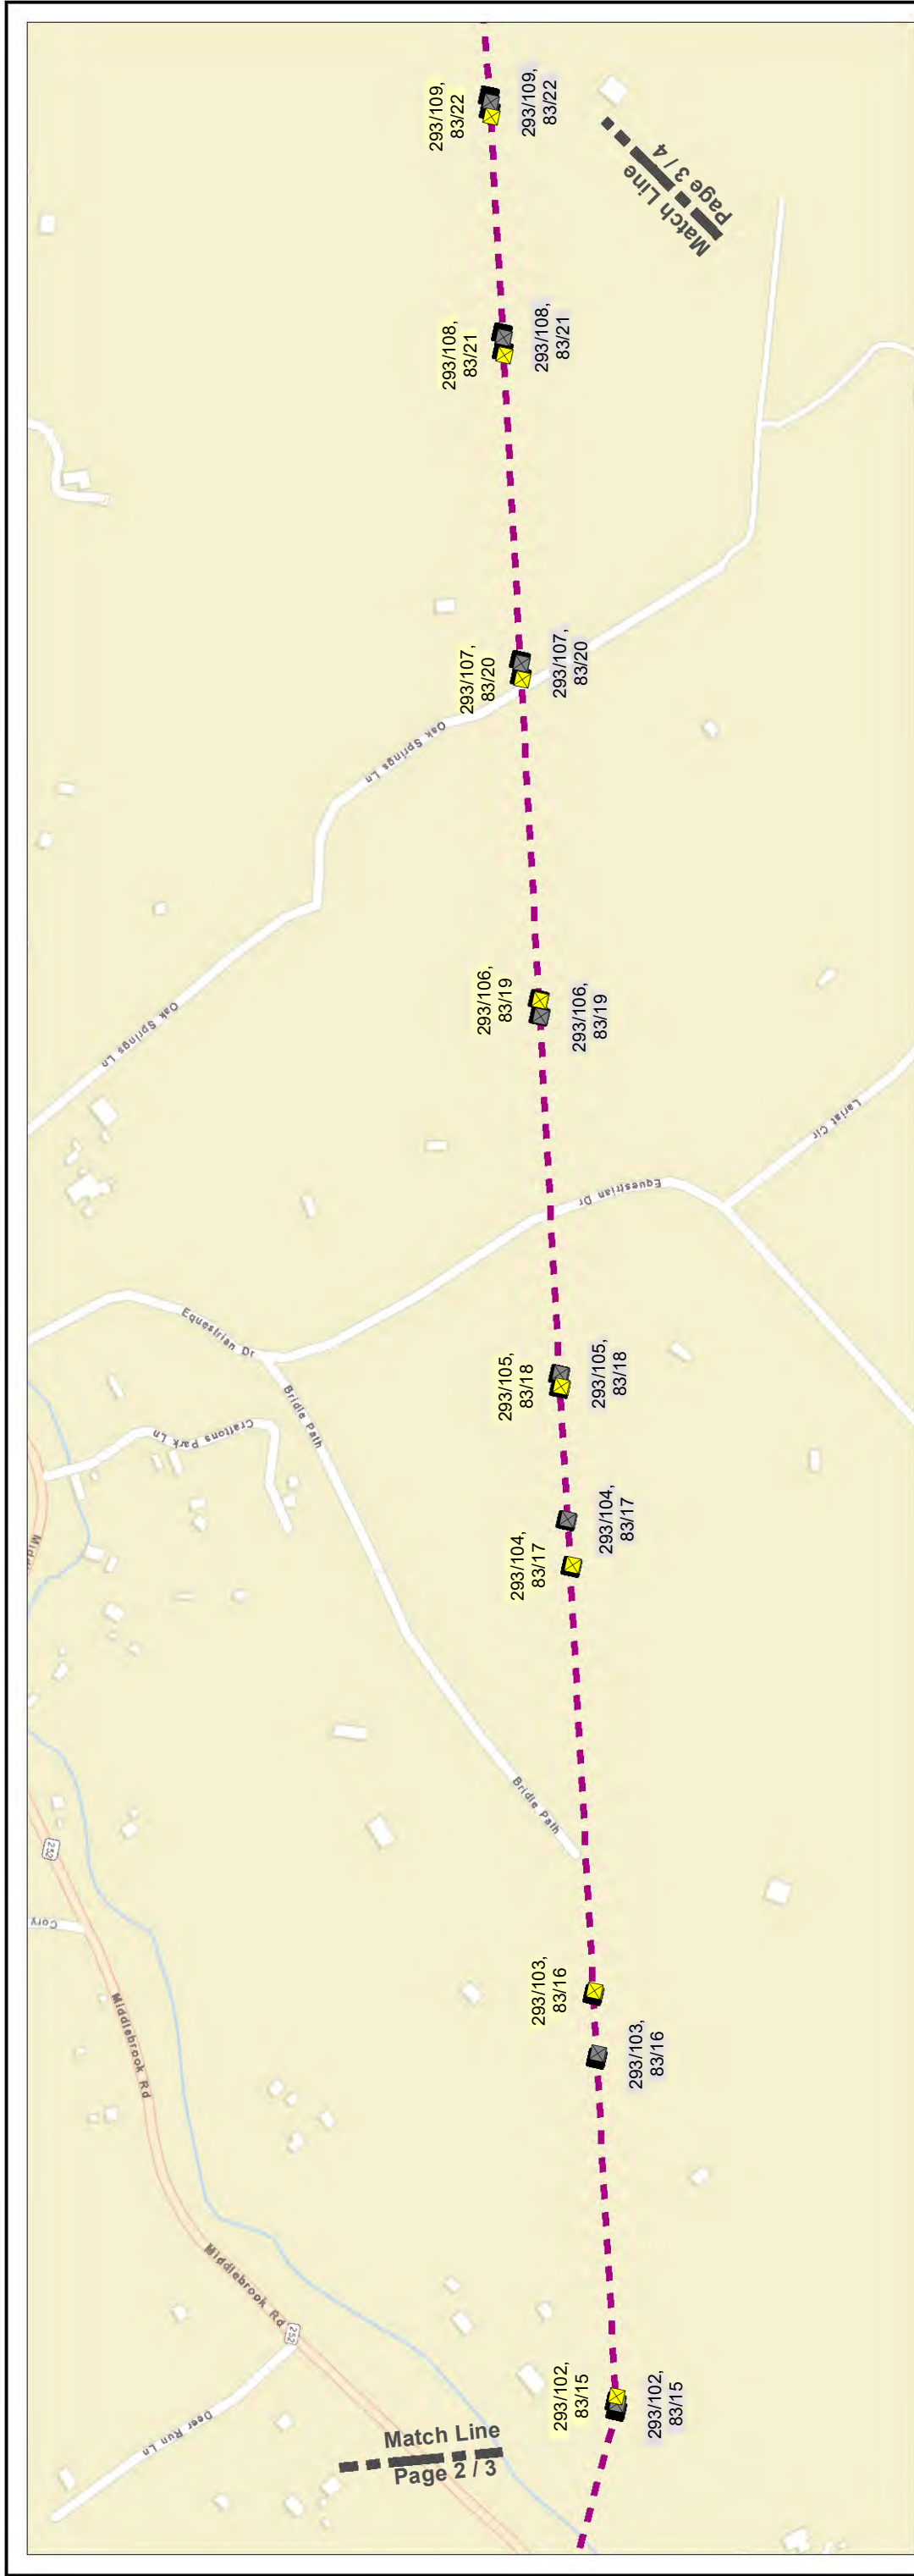 293/109,
83/22
293/109,
83/22
Match Line
Page 3 / 4
293/108,
83/21
293/108,
83/21
293/107,
83/20
293/107,
83/20
Oak Springs Ln
293/106,
83/19
293/106,
83/19
Oak Springs Ln
Lariat Cir
Equestrian Dr
Equestrian Dr
293/105,
83/18
293/105,
83/18
Bridle Path
Craftons Park Ln
293/104,
83/17
293/104,
83/17
Midd
Bridle Path
252
Cory
293/103,
83/16
293/103,
83/16
Middlebrook Rd
Middlebrook Rd
252
Deer Run Ln
293/102,
83/15
293/102,
83/15
Match Line
Page 2 / 3